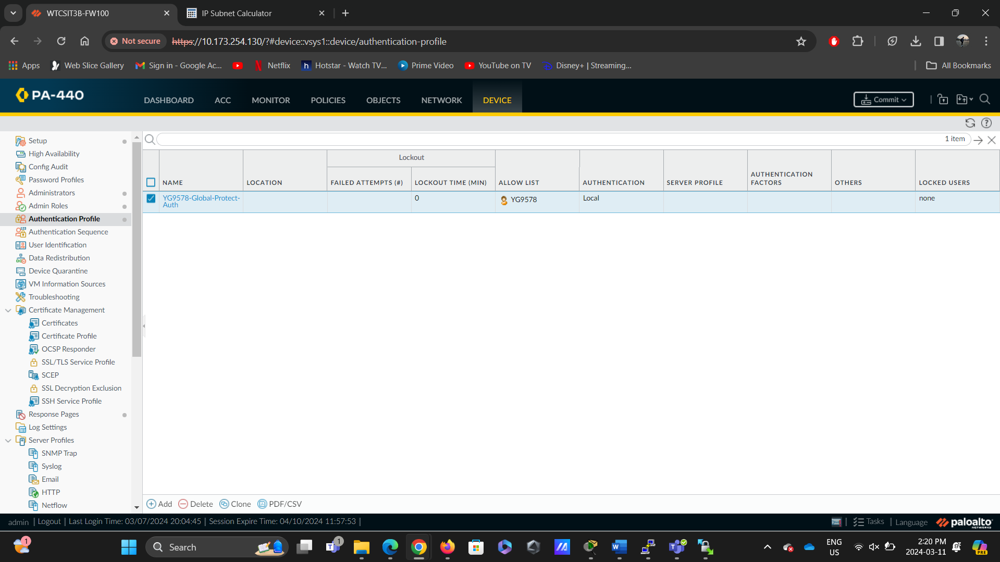 WTCSIT3B-FW100
IP Subnet Calculator
Not secure
https://10.173.254.130/?#device::vsys1::device/authentication-profile
Apps
Web Slice Gallery
Sign in - Google Ac...
Netflix
h Hotstar - Watch TV...
Prime Video
YouTube on TV
Disney+ | Streaming...
All Bookmarks
PA-440
DASHBOARD
ACC
MONITOR
POLICIES
OBJECTS
NETWORK
DEVICE
Commit
1 item
Setup
High Availability
Config Audit
Password Profiles
Administrators
Admin Roles
Authentication Profile
Authentication Sequence
User Identification
Data Redistribution
Device Quarantine
VM Information Sources
Troubleshooting
Certificate Management
Certificates
Certificate Profile
OCSP Responder
SSL/TLS Service Profile
SCEP
SSL Decryption Exclusion
SSH Service Profile
Response Pages
Log Settings
Server Profiles
SNMP Trap
Syslog
Email
HTTP
Netflow
Lockout
NAME
LOCATION
FAILED ATTEMPTS (#)
LOCKOUT TIME (MIN)
ALLOW LIST
AUTHENTICATION
SERVER PROFILE
AUTHENTICATION
FACTORS
OTHERS
LOCKED USERS
YG9578-Global-Protect-
Auth
0
YG9578
Local
none
Add
Delete
Clone
PDF/CSV
admin | Logout | Last Login Time: 03/07/2024 20:04:45 | Session Expire Time: 04/10/2024 11:57:53 |
Tasks | Language
paloalto
NETWORKS
1
Search
1
ENG
US
2:20 PM
2024-03-11
PRE